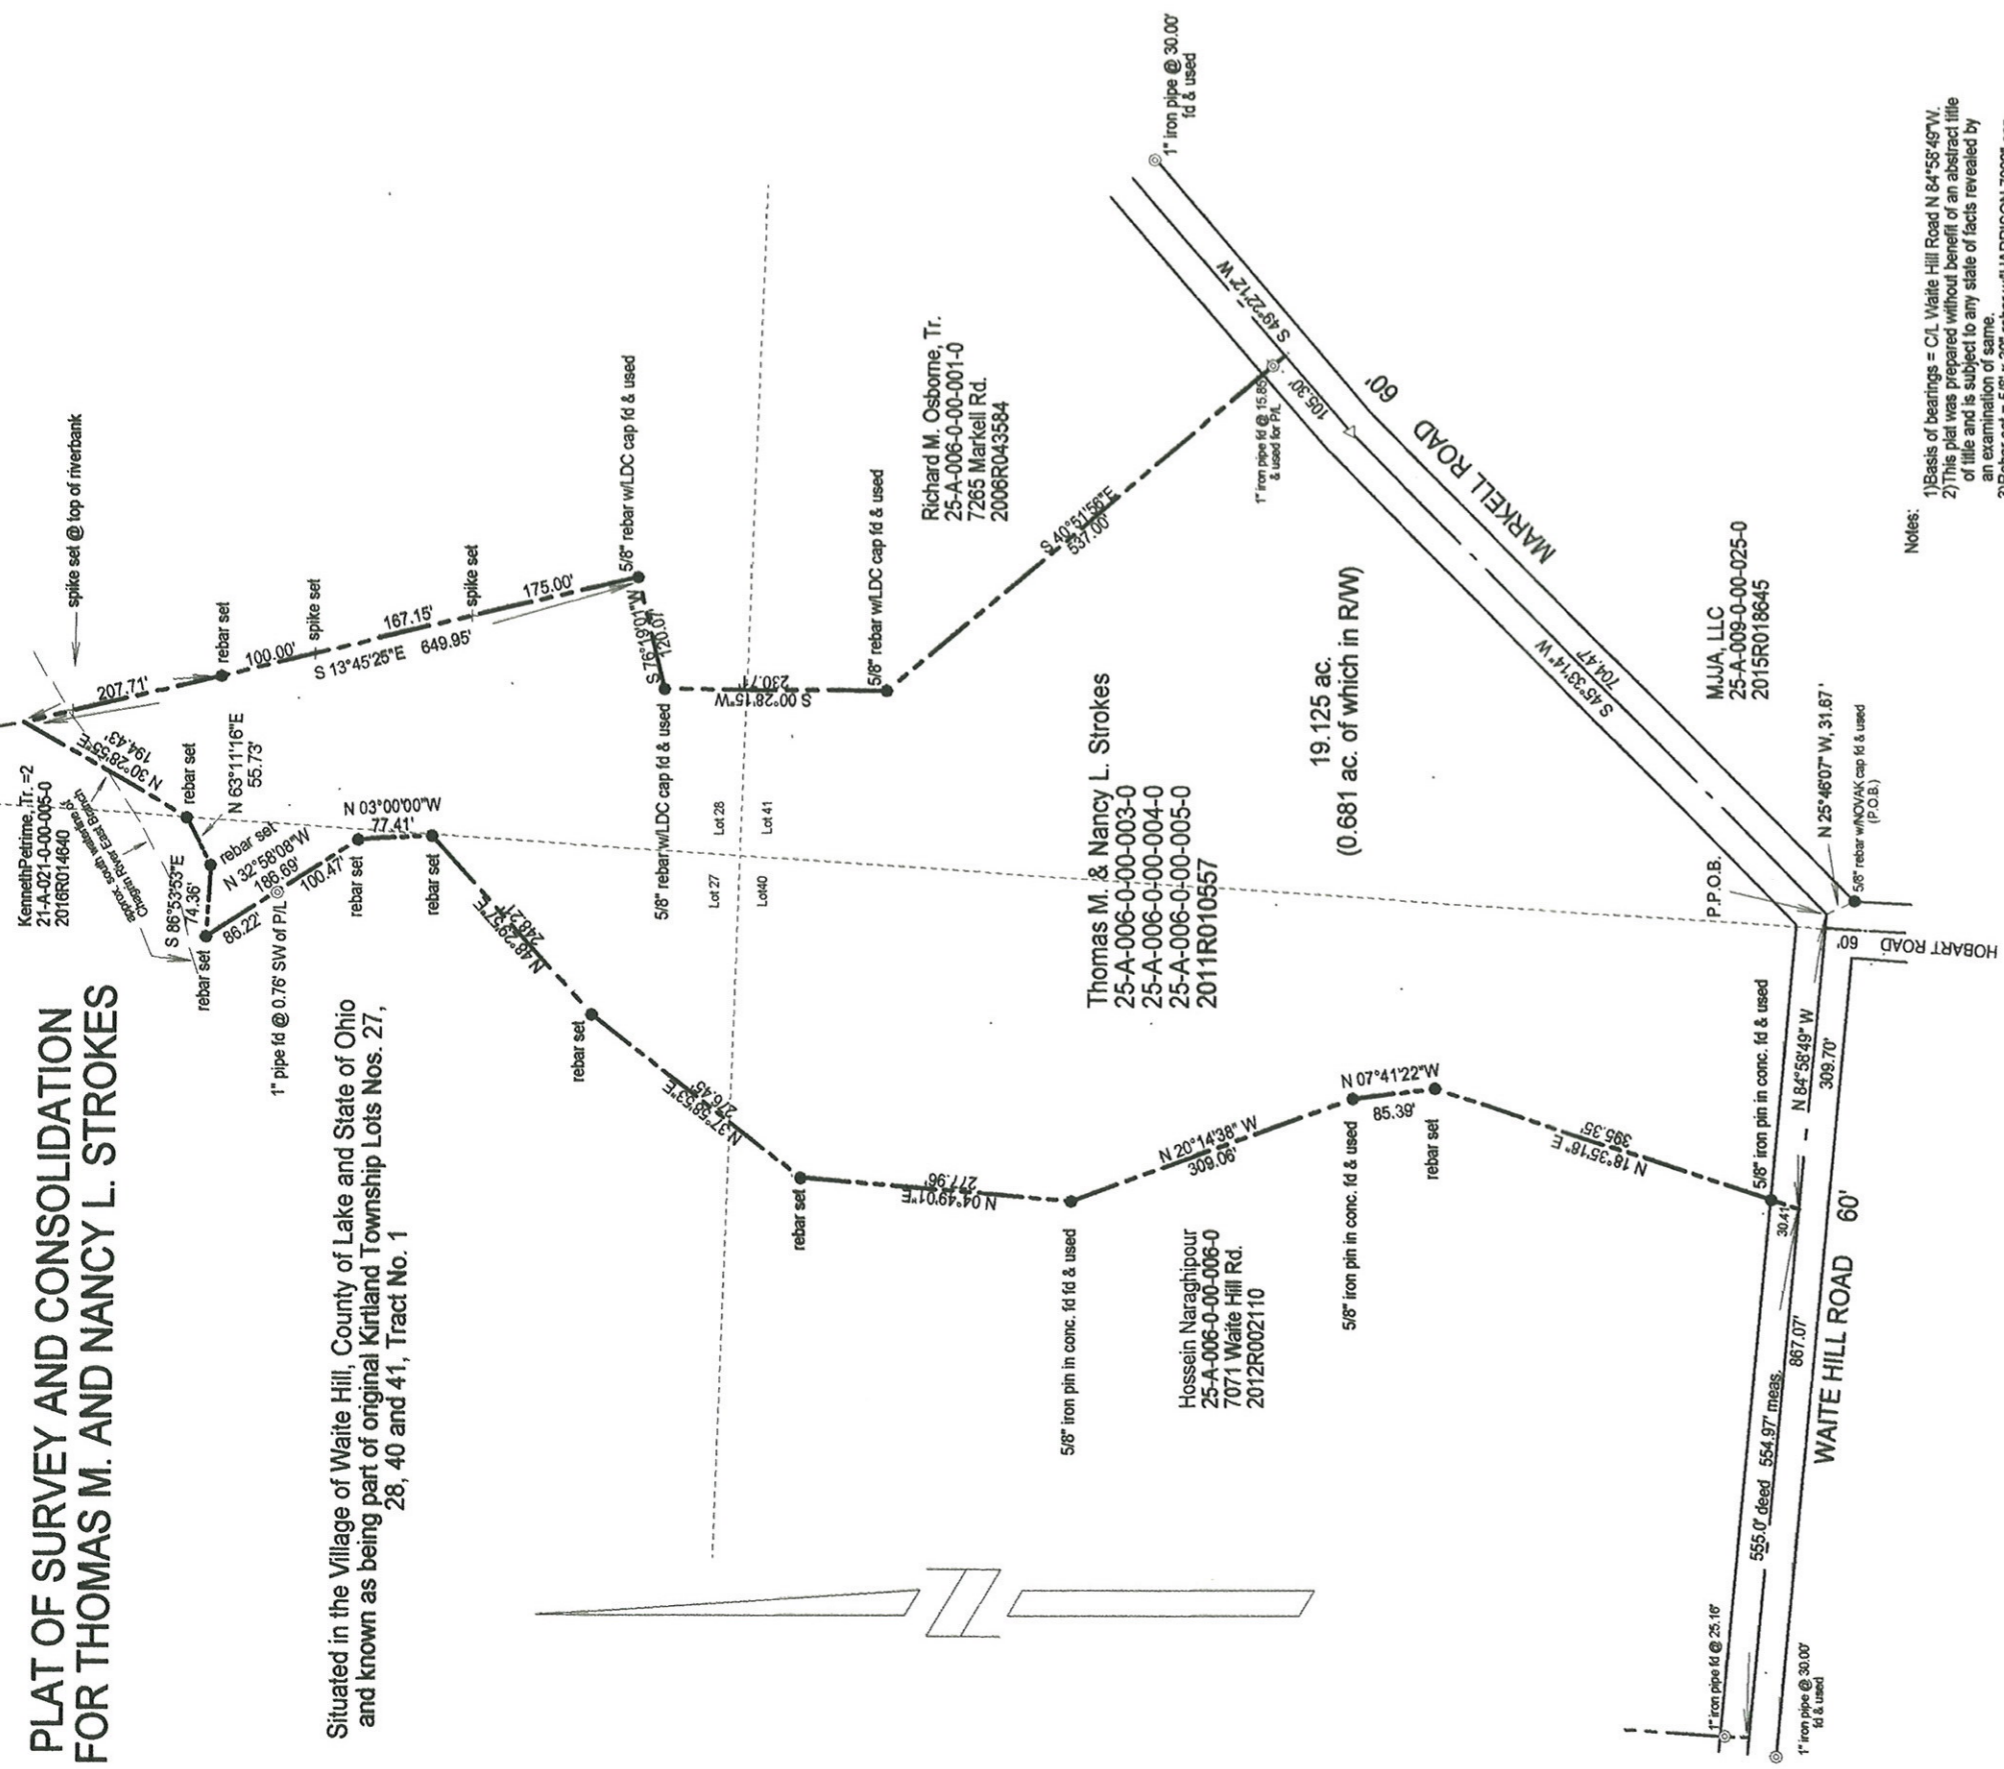 PLAT OF SURVEY AND CONSOLIDATION
FOR THOMAS M. AND NANCY L. STROKES
Situated in the Village of Waite Hill, County of Lake and State of Ohio
and known as being part of original Kirtland Township Lots Nos. 27,
28, 40 and 41, Tract No. 1
KennethPetrime, Tr. =2
21-A-021-0-00-005-0
2016R014640
approx. south waterline of
Chagrin River East Branch
spike set @ top of riverbank
207.71'
rebar set
100.00'
spike set
167.15'
S 13°45'25"E 649.95'
spike set
175.00'
5/8" rebar w/LDC cap fd & used
S 76°19'01"W
120.07'
5/8" rebar w/LDC cap fd & used
S 00°28'15"W
230.71'
5/8" rebar w/LDC cap fd & used
Richard M. Osborne, Tr.
25-A-006-0-00-001-0
7265 Markell Rd.
2006R043584
S 40°51'56"E
537.00'
1" iron pipe fd @ 15.85'
& used for P/L
1" iron pipe @ 30.00'
fd & used
S 49°22'12" W
105.30'
60'
MARKELL ROAD
S 45°33'14" W
704.47'
MJJA, LLC
25-A-009-0-000-025-0
2015R018645
N 25°46'07" W, 31.67 '
5/8" rebar w/NOVAK cap fd & used
(P.O.B.)
P.P.O.B.
60'
HOBART ROAD
N 30°28'55"E
194.43'
rebar set
N 63°11'16"E
55.73'
rebar set
S 86°53'53"E
74.36'
rebar set
N 32°58'08"W
186.69'
86.22'
100.47'
1" pipe fd @ 0.76' SW of P/L
rebar set
N 03°00'00"W
77.41'
rebar set
248.21'
rebar set
276.45'
rebar set
N 04°49'01"E
277.96'
5/8" iron pin in conc. fd fd & used
N 20°14'38" W
309.06'
5/8" iron pin in conc. fd & used
N 07°41'22"W
85.39'
rebar set
N 18°35'18" E
395.35'
5/8" iron pin in conc. fd & used
30.41'
N 84°58'49" W
309.70'
867.07'
555.0' deed 554.97' meas.
WAITE HILL ROAD 60'
1" iron pipe fd @ 25.16'
1" iron pipe @ 30.00'
fd & used
Lot 27
Lot 28
Lot40
Lot 41
Thomas M. & Nancy L. Strokes
25-A-006-0-00-003-0
25-A-006-0-00-004-0
25-A-006-0-00-005-0
2011R010557
19.125 ac.
(0.681 ac. of which in R/W)
Hossein Naraghipour
25-A-006-0-00-006-0
7071 Waite Hill Rd.
2012R002110
Notes:
1)Basis of bearings = C/L Waite Hill Road N 84°58'49"W.
2)This plat was prepared without benefit of an abstract title
of title and is subject to any state of facts revealed by
an examination of same.